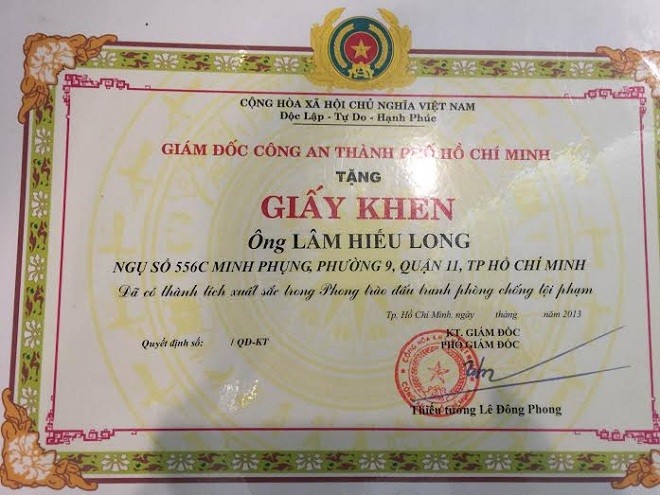 CỘNG HÒA XÃ HỘI CHỦ NGHĨA VIỆT NAM
Độc Lập - Tự Do - Hạnh Phúc
GIÁM ĐỐC CÔNG AN THÀNH PHỐ HỒ CHÍ MINH
TẶNG
GIẤY KHEN
Ông LÂM HIẾU LONG
NGỤ SỐ 556C MINH PHỤNG, PHƯỜNG 9, QUẬN 11, TP HỒ CHÍ MINH
Đã có thành tích xuất sắc trong Phong trào đấu tranh phòng chống tội phạm
Tp. Hồ Chí Minh, ngày tháng năm 2013
Quyết định số: / QĐ-KT
KT. GIÁM ĐỐC
PHÓ GIÁM ĐỐC
Thiếu tướng Lê Đông Phong